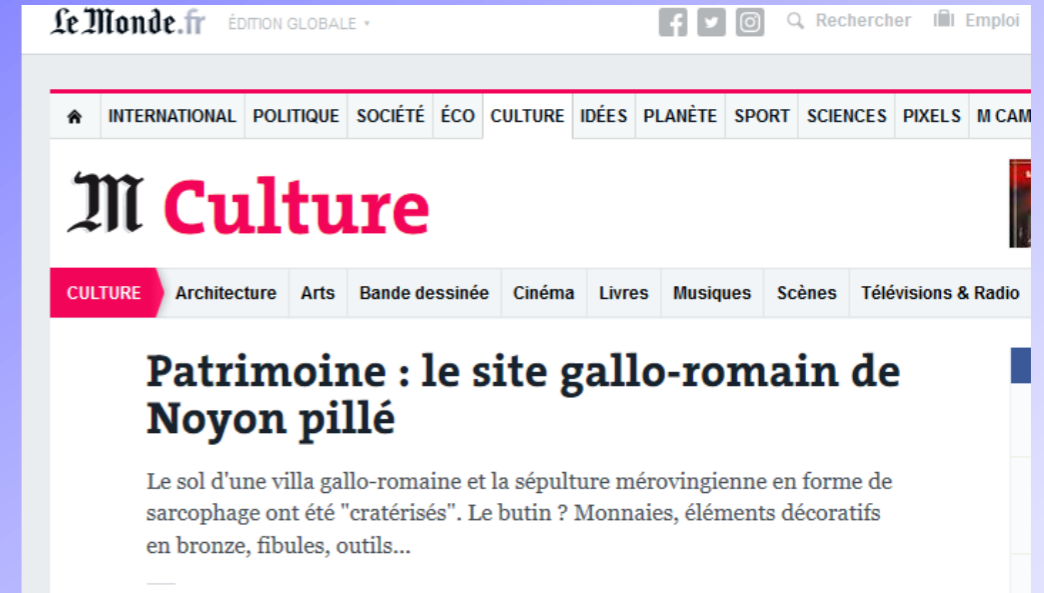 Le Monde.fr ÉDITION GLOBALE Rechercher Emploi
INTERNATIONAL POLITIQUE SOCIÉTÉ ÉCO CULTURE IDÉES PLANÈTE SPORT SCIENCES PIXELS M CAM
M Culture
CULTURE Architecture Arts Bande dessinée Cinéma Livres Musiques Scènes Télévisions & Radio
Patrimoine : le site gallo-romain de
Noyon pillé
Le sol d'une villa gallo-romaine et la sépulture mérovingienne en forme de
sarcophage ont été "cratérisés". Le butin ? Monnaies, éléments décoratifs
en bronze, fibules, outils...